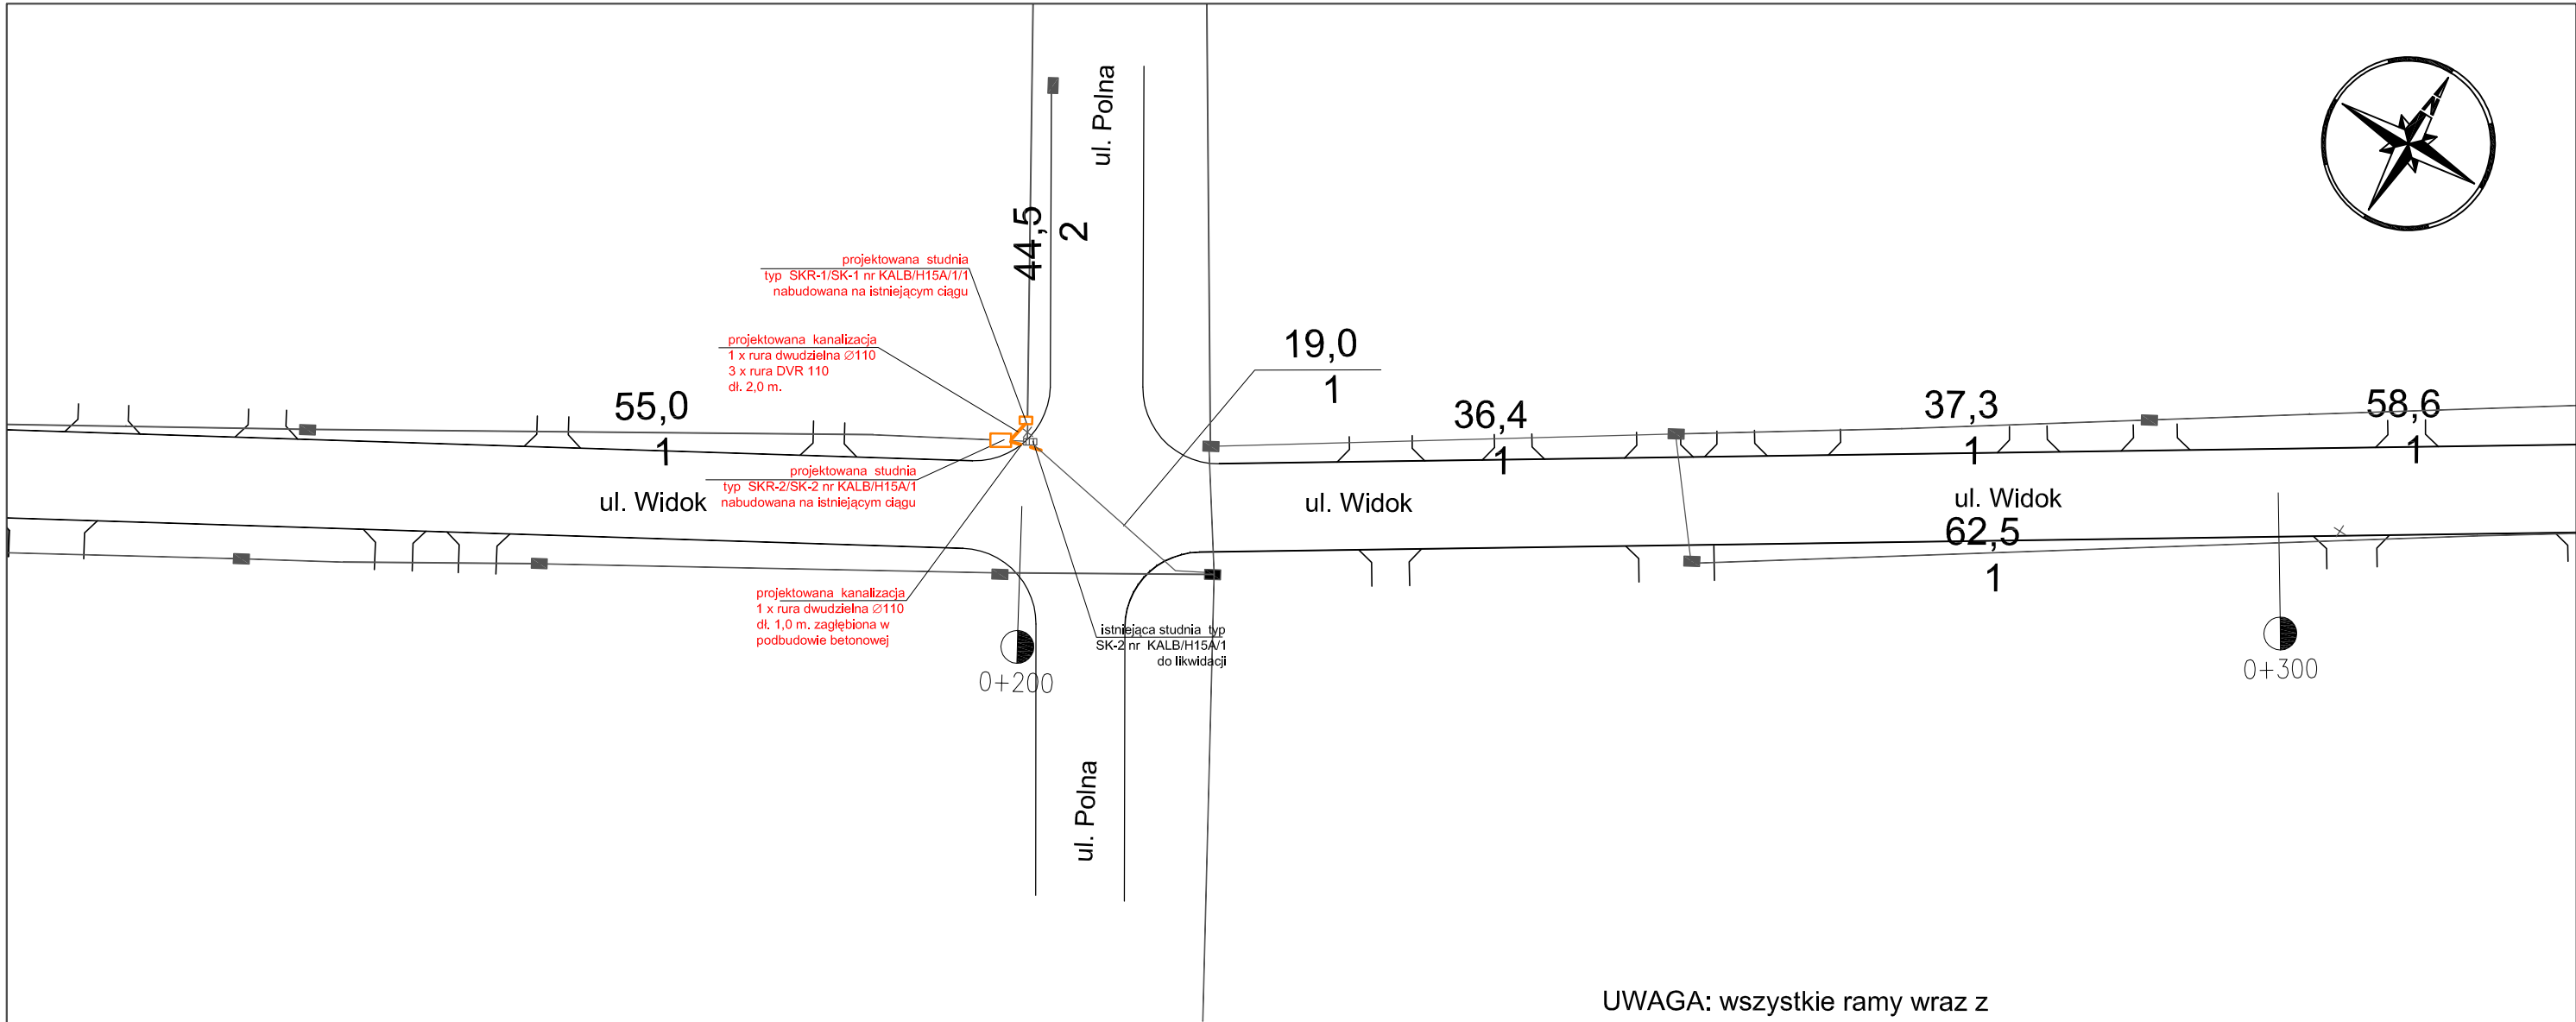 ul. Polna
N
44,5
2
projektowana studnia
typ SKR-1/SK-1 nr KALB/H15A/1/1
nabudowana na istniejącym ciągu
projektowana kanalizacja
1 x rura dwudzielna Ø110
3 x rura DVR 110
dł. 2,0 m.
19,0
1
55,0
1
36,4
1
37,3
1
58,6
1
projektowana studnia
typ SKR-2/SK-2 nr KALB/H15A/1
nabudowana na istniejącym ciągu
ul. Widok
ul. Widok
ul. Widok
62,5
1
projektowana kanalizacja
1 x rura dwudzielna Ø110
dł. 1,0 m. zagłębiona w
podbudowie betonowej
istniejąca studnia typ
SK-2 nr KALB/H15A/1
do likwidacji
0+200
0+300
ul. Polna
UWAGA: wszystkie ramy wraz z